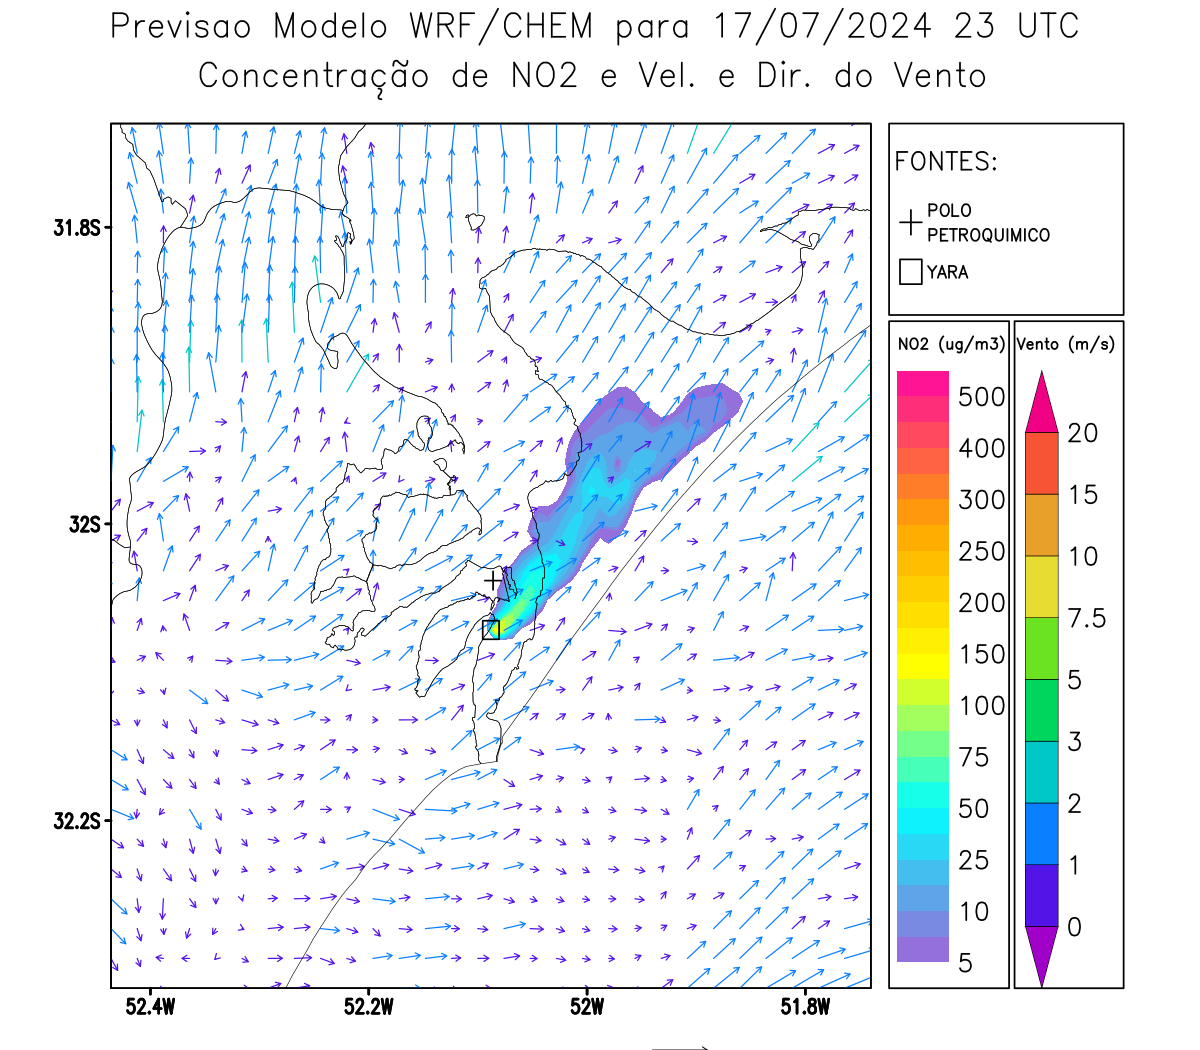 Previsao Modelo WRF/CHEM para 17/07/2024 23 UTC
Concentração de NO2 e Vel. e Dir. do Vento
FONTES:
POLO
PETROQUIMICO
YARA
NO2 (ug/m3)
500
400
300
250
200
150
100
75
50
25
10
5
Vento (m/s)
20
15
10
7.5
5
3
2
1
0
31.8S
32S
32.2S
52.4W
52.2W
52W
51.8W